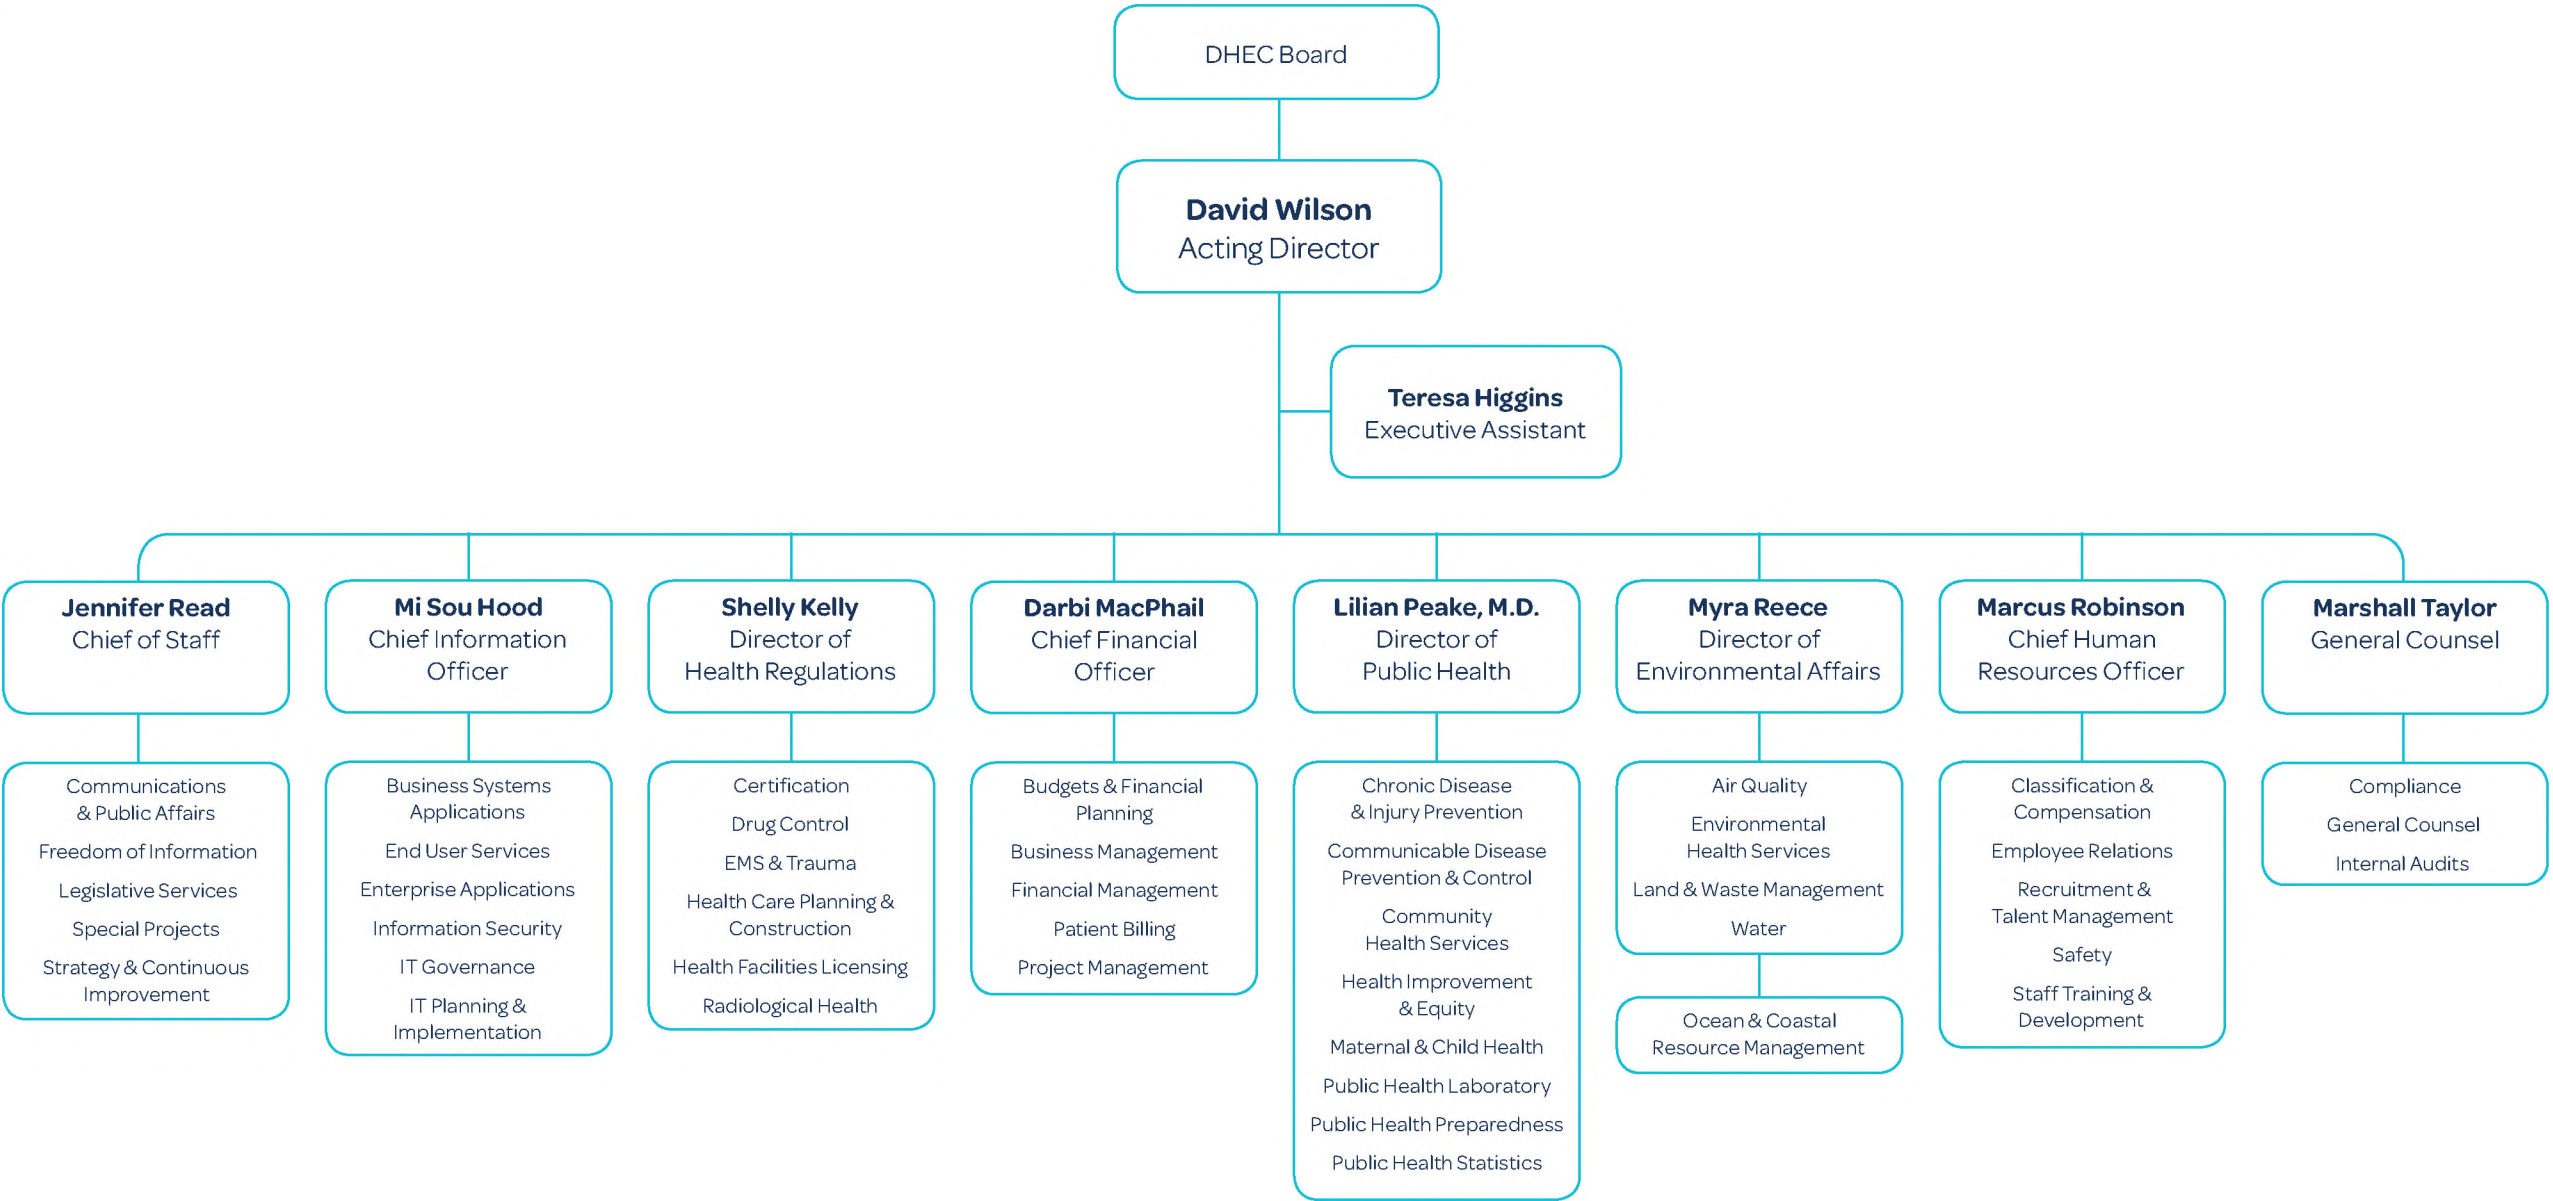 DHEC Board
David Wilson
Acting Director
Teresa Higgins
Executive Assistant
Jennifer Read
Chief of Staff
Mi Sou Hood
Chief Information
Officer
Shelly Kelly
Director of
Health Regulations
Darbi MacPhail
Chief Financial
Officer
Lilian Peake, M.D.
Director of
Public Health
Myra Reece
Director of
Environmental Affairs
Marcus Robinson
Chief Human
Resources Officer
Marshall Taylor
General Counsel
Communications
& Public Affairs
Freedom of Information
Legislative Services
Special Projects
Strategy & Continuous
Improvement
Business Systems
Applications
End User Services
Enterprise Applications
Information Security
IT Governance
IT Planning &
Implementation
Certification
Drug Control
EMS & Trauma
Health Care Planning &
Construction
Health Facilities Licensing
Radiological Health
Budgets & Financial
Planning
Business Management
Financial Management
Patient Billing
Project Management
Chronic Disease
& Injury Prevention
Communicable Disease
Prevention & Control
Community
Health Services
Health Improvement
& Equity
Maternal & Child Health
Public Health Laboratory
Public Health Preparedness
Public Health Statistics
Air Quality
Environmental
Health Services
Land & Waste Management
Water
Ocean & Coastal
Resource Management
Classification &
Compensation
Employee Relations
Recruitment &
Talent Management
Safety
Staff Training &
Development
Compliance
General Counsel
Internal Audits